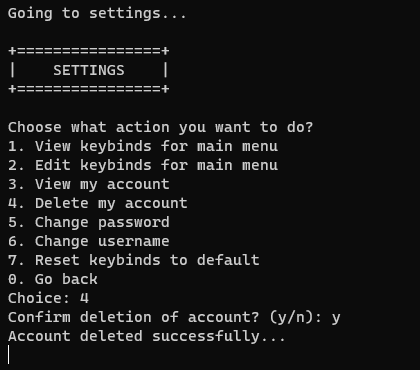 Going to settings...
+================+
|    SETTINGS    |
+================+
Choose what action you want to do?
1. View keybinds for main menu
2. Edit keybinds for main menu
3. View my account
4. Delete my account
5. Change password
6. Change username
7. Reset keybinds to default
0. Go back
Choice: 4
Confirm deletion of account? (y/n): y
Account deleted successfully...